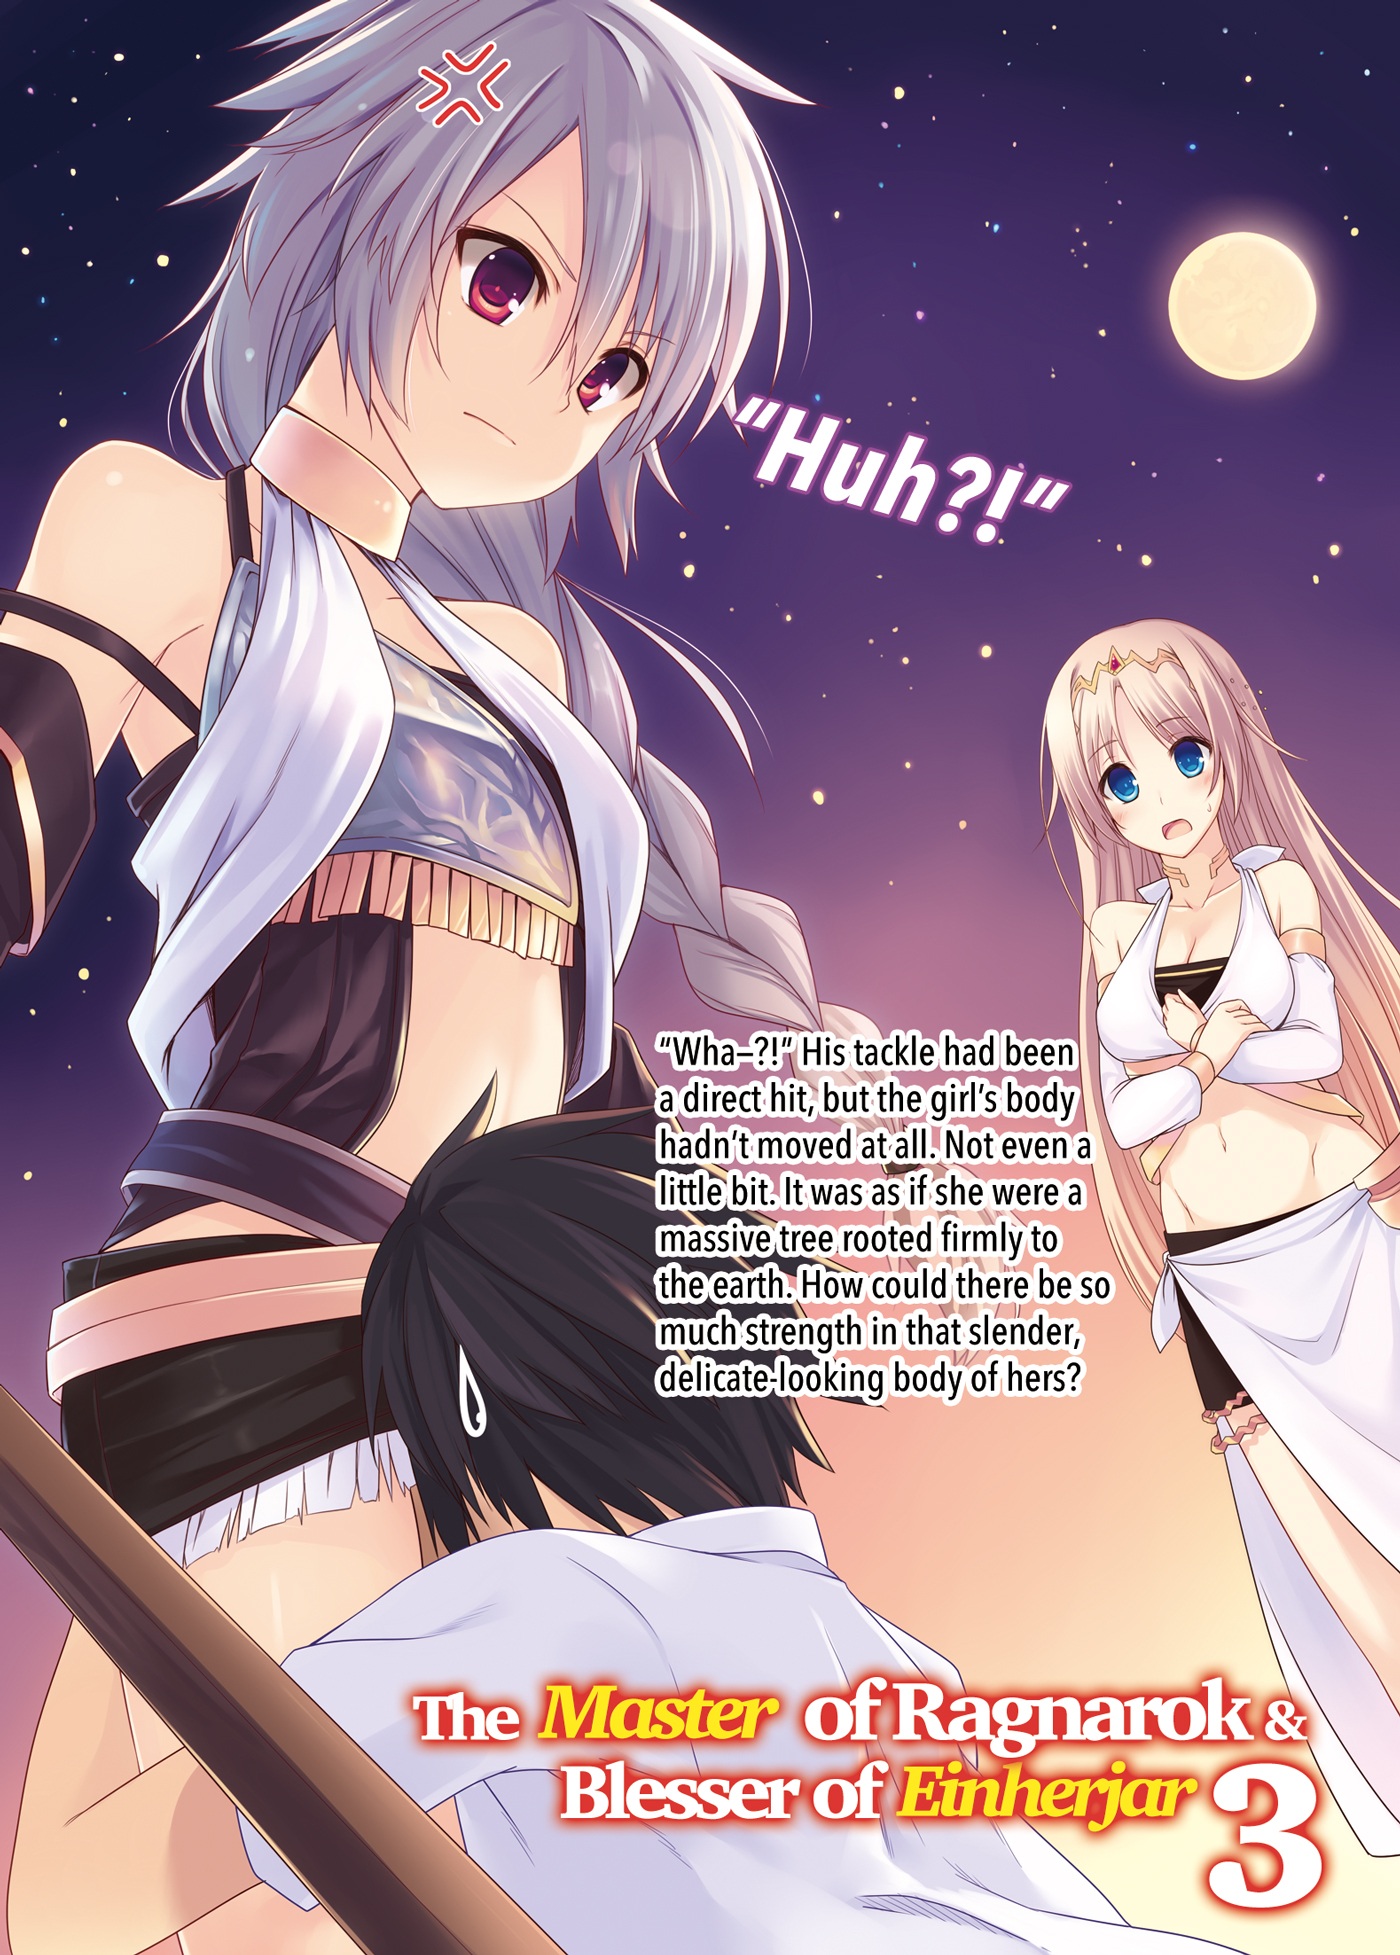 “Huh?!”
“Wha—?!” His tackle had been
a direct hit, but the girl’s body
hadn’t moved at all. Not even a
little bit. It was as if she were a
massive tree rooted firmly to
the earth. How could there be so
much strength in that slender,
delicate-looking body of hers?
The Master of Ragnarok &
Blesser of Einherjar 3